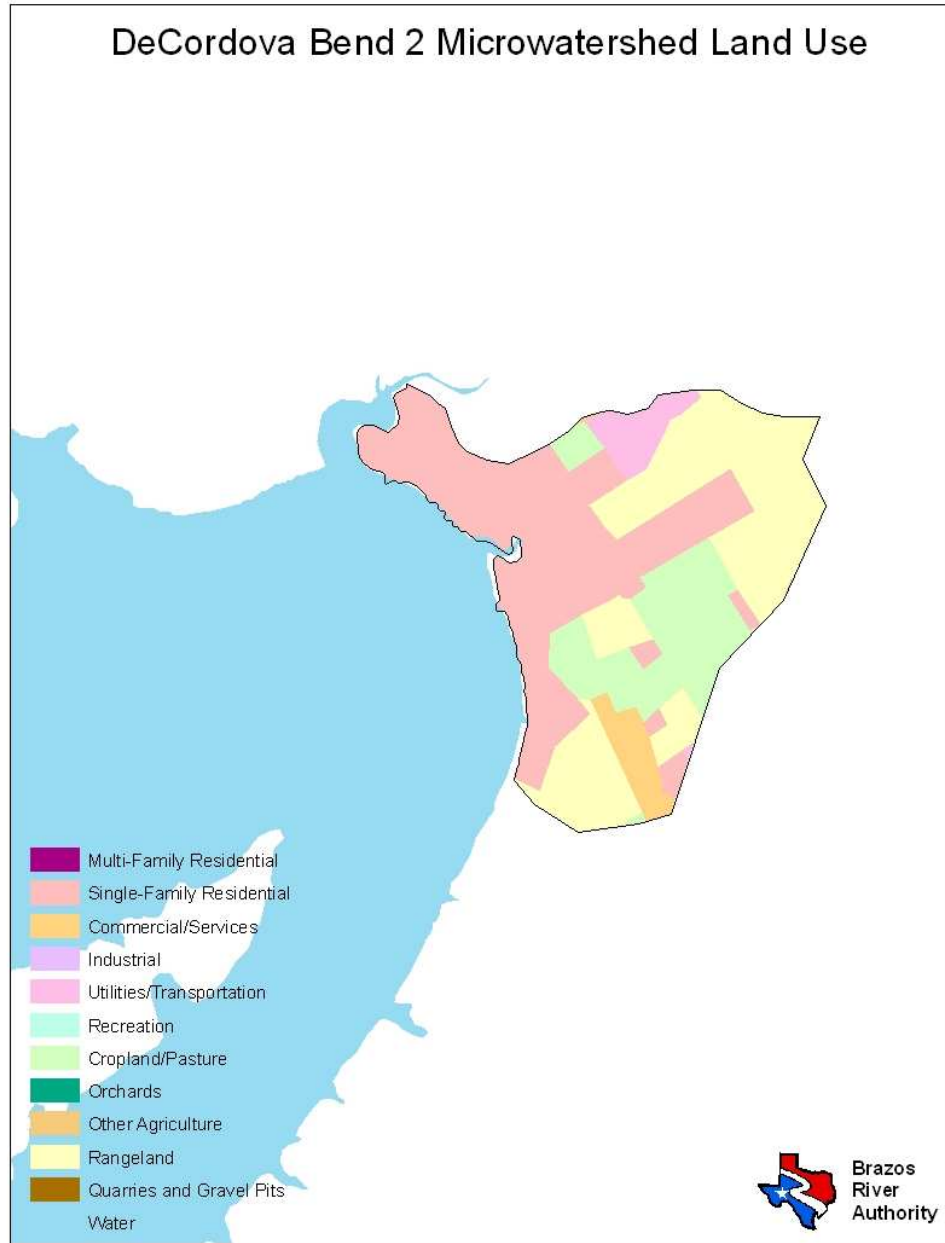 DeCordova Bend 2 Microwatershed Land Use
Multi-Family Residential
Single-Family Residential
Commercial/Services
Industrial
Utilities/Transportation
Recreation
Cropland/Pasture
Orchards
Other Agriculture
Rangeland
Quarries and Gravel Pits
Water
Brazos
River
Authority